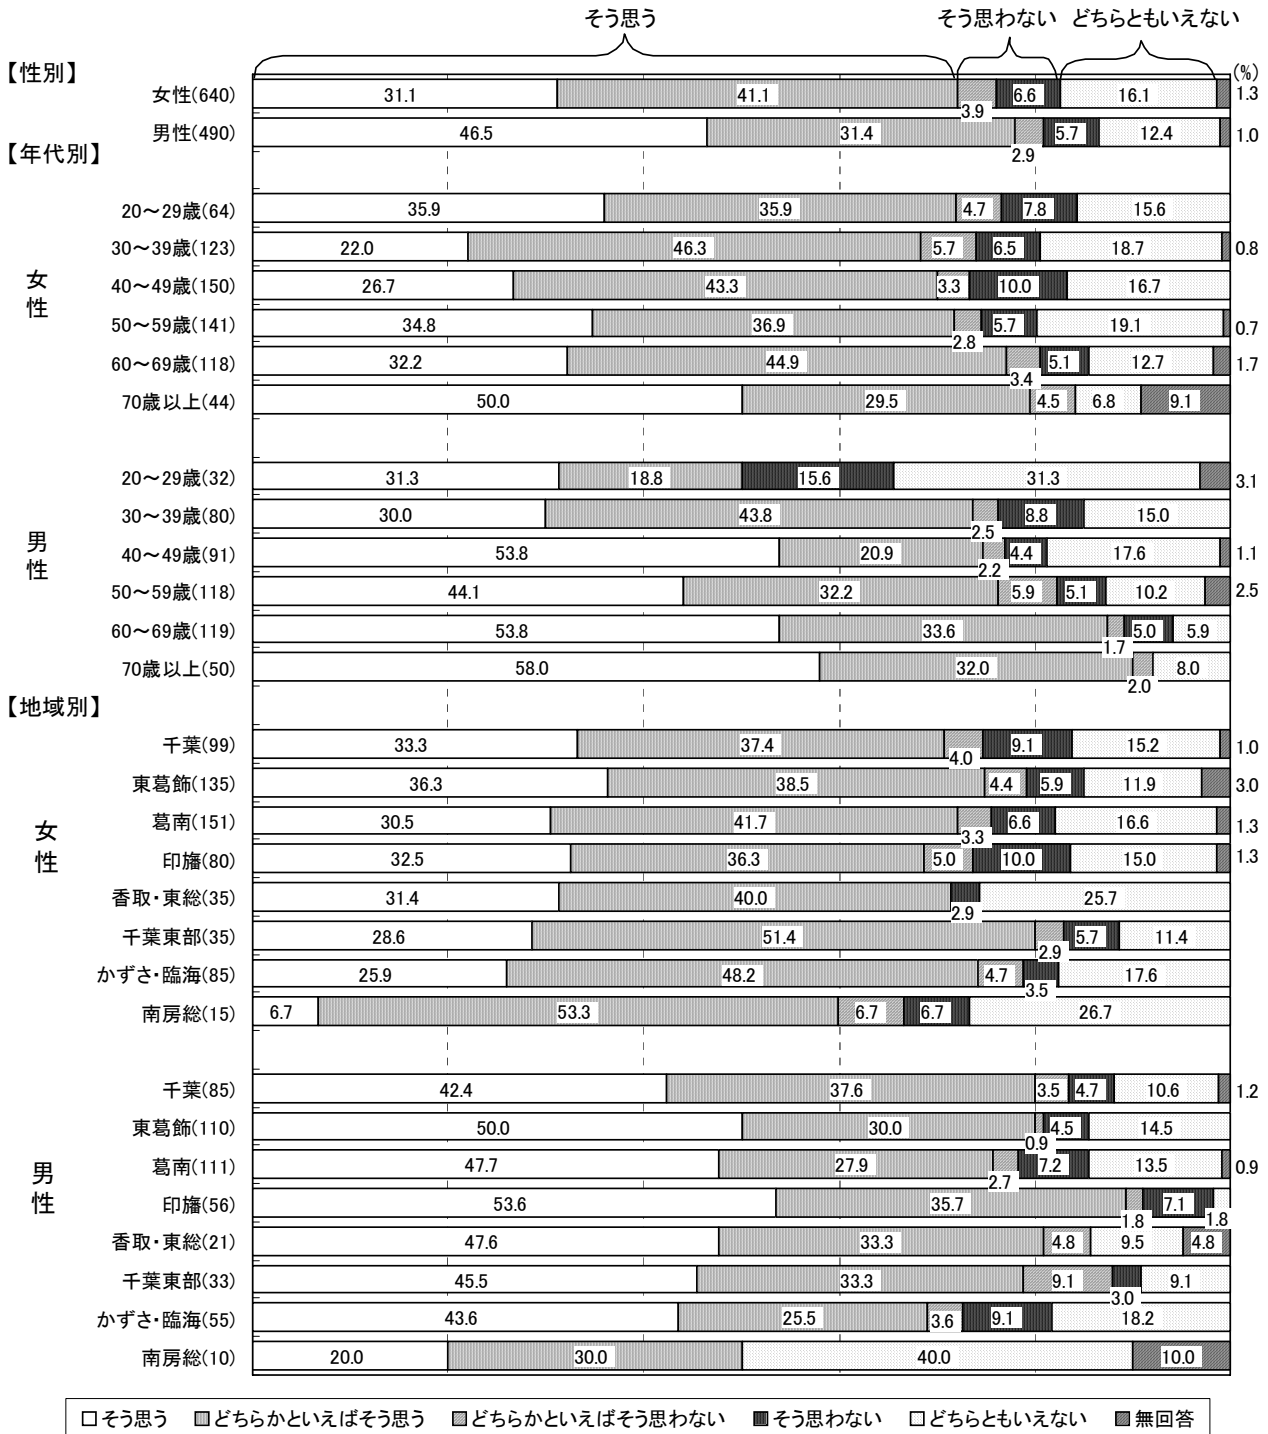 そう思う そう思わない どちらともいえない
【性別】 (%)
女性(640) 31.1 41.1 3.9 6.6 16.1 1.3
男性(490) 46.5 31.4 2.9 5.7 12.4 1.0
【年代別】
女性
20～29歳(64) 35.9 35.9 4.7 7.8 15.6
30～39歳(123) 22.0 46.3 5.7 6.5 18.7 0.8
40～49歳(150) 26.7 43.3 3.3 10.0 16.7
50～59歳(141) 34.8 36.9 2.8 5.7 19.1 0.7
60～69歳(118) 32.2 44.9 3.4 5.1 12.7 1.7
70歳以上(44) 50.0 29.5 4.5 6.8 9.1
男性
20～29歳(32) 31.3 18.8 15.6 31.3 3.1
30～39歳(80) 30.0 43.8 2.5 8.8 15.0
40～49歳(91) 53.8 20.9 2.2 4.4 17.6 1.1
50～59歳(118) 44.1 32.2 5.9 5.1 10.2 2.5
60～69歳(119) 53.8 33.6 1.7 5.0 5.9
70歳以上(50) 58.0 32.0 2.0 8.0
【地域別】
女性
千葉(99) 33.3 37.4 4.0 9.1 15.2 1.0
東葛飾(135) 36.3 38.5 4.4 5.9 11.9 3.0
葛南(151) 30.5 41.7 3.3 6.6 16.6 1.3
印旛(80) 32.5 36.3 5.0 10.0 15.0 1.3
香取・東総(35) 31.4 40.0 2.9 25.7
千葉東部(35) 28.6 51.4 2.9 5.7 11.4
かずさ・臨海(85) 25.9 48.2 4.7 3.5 17.6
南房総(15) 6.7 53.3 6.7 6.7 26.7
男性
千葉(85) 42.4 37.6 3.5 4.7 10.6 1.2
東葛飾(110) 50.0 30.0 0.9 4.5 14.5
葛南(111) 47.7 27.9 2.7 7.2 13.5 0.9
印旛(56) 53.6 35.7 1.8 7.1 1.8
香取・東総(21) 47.6 33.3 4.8 9.5 4.8
千葉東部(33) 45.5 33.3 9.1 3.0 9.1
かずさ・臨海(55) 43.6 25.5 3.6 9.1 18.2
南房総(10) 20.0 30.0 40.0 10.0
そう思う どちらかといえばそう思う どちらかといえばそう思わない そう思わない どちらともいえない 無回答